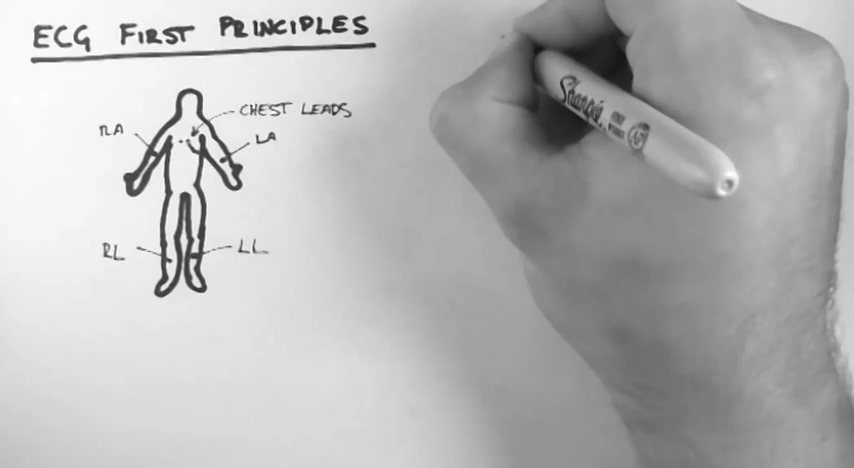 ECG FIRST PRINCIPLES
CHEST LEADS
RA
LA
RL
LL
Sharpie